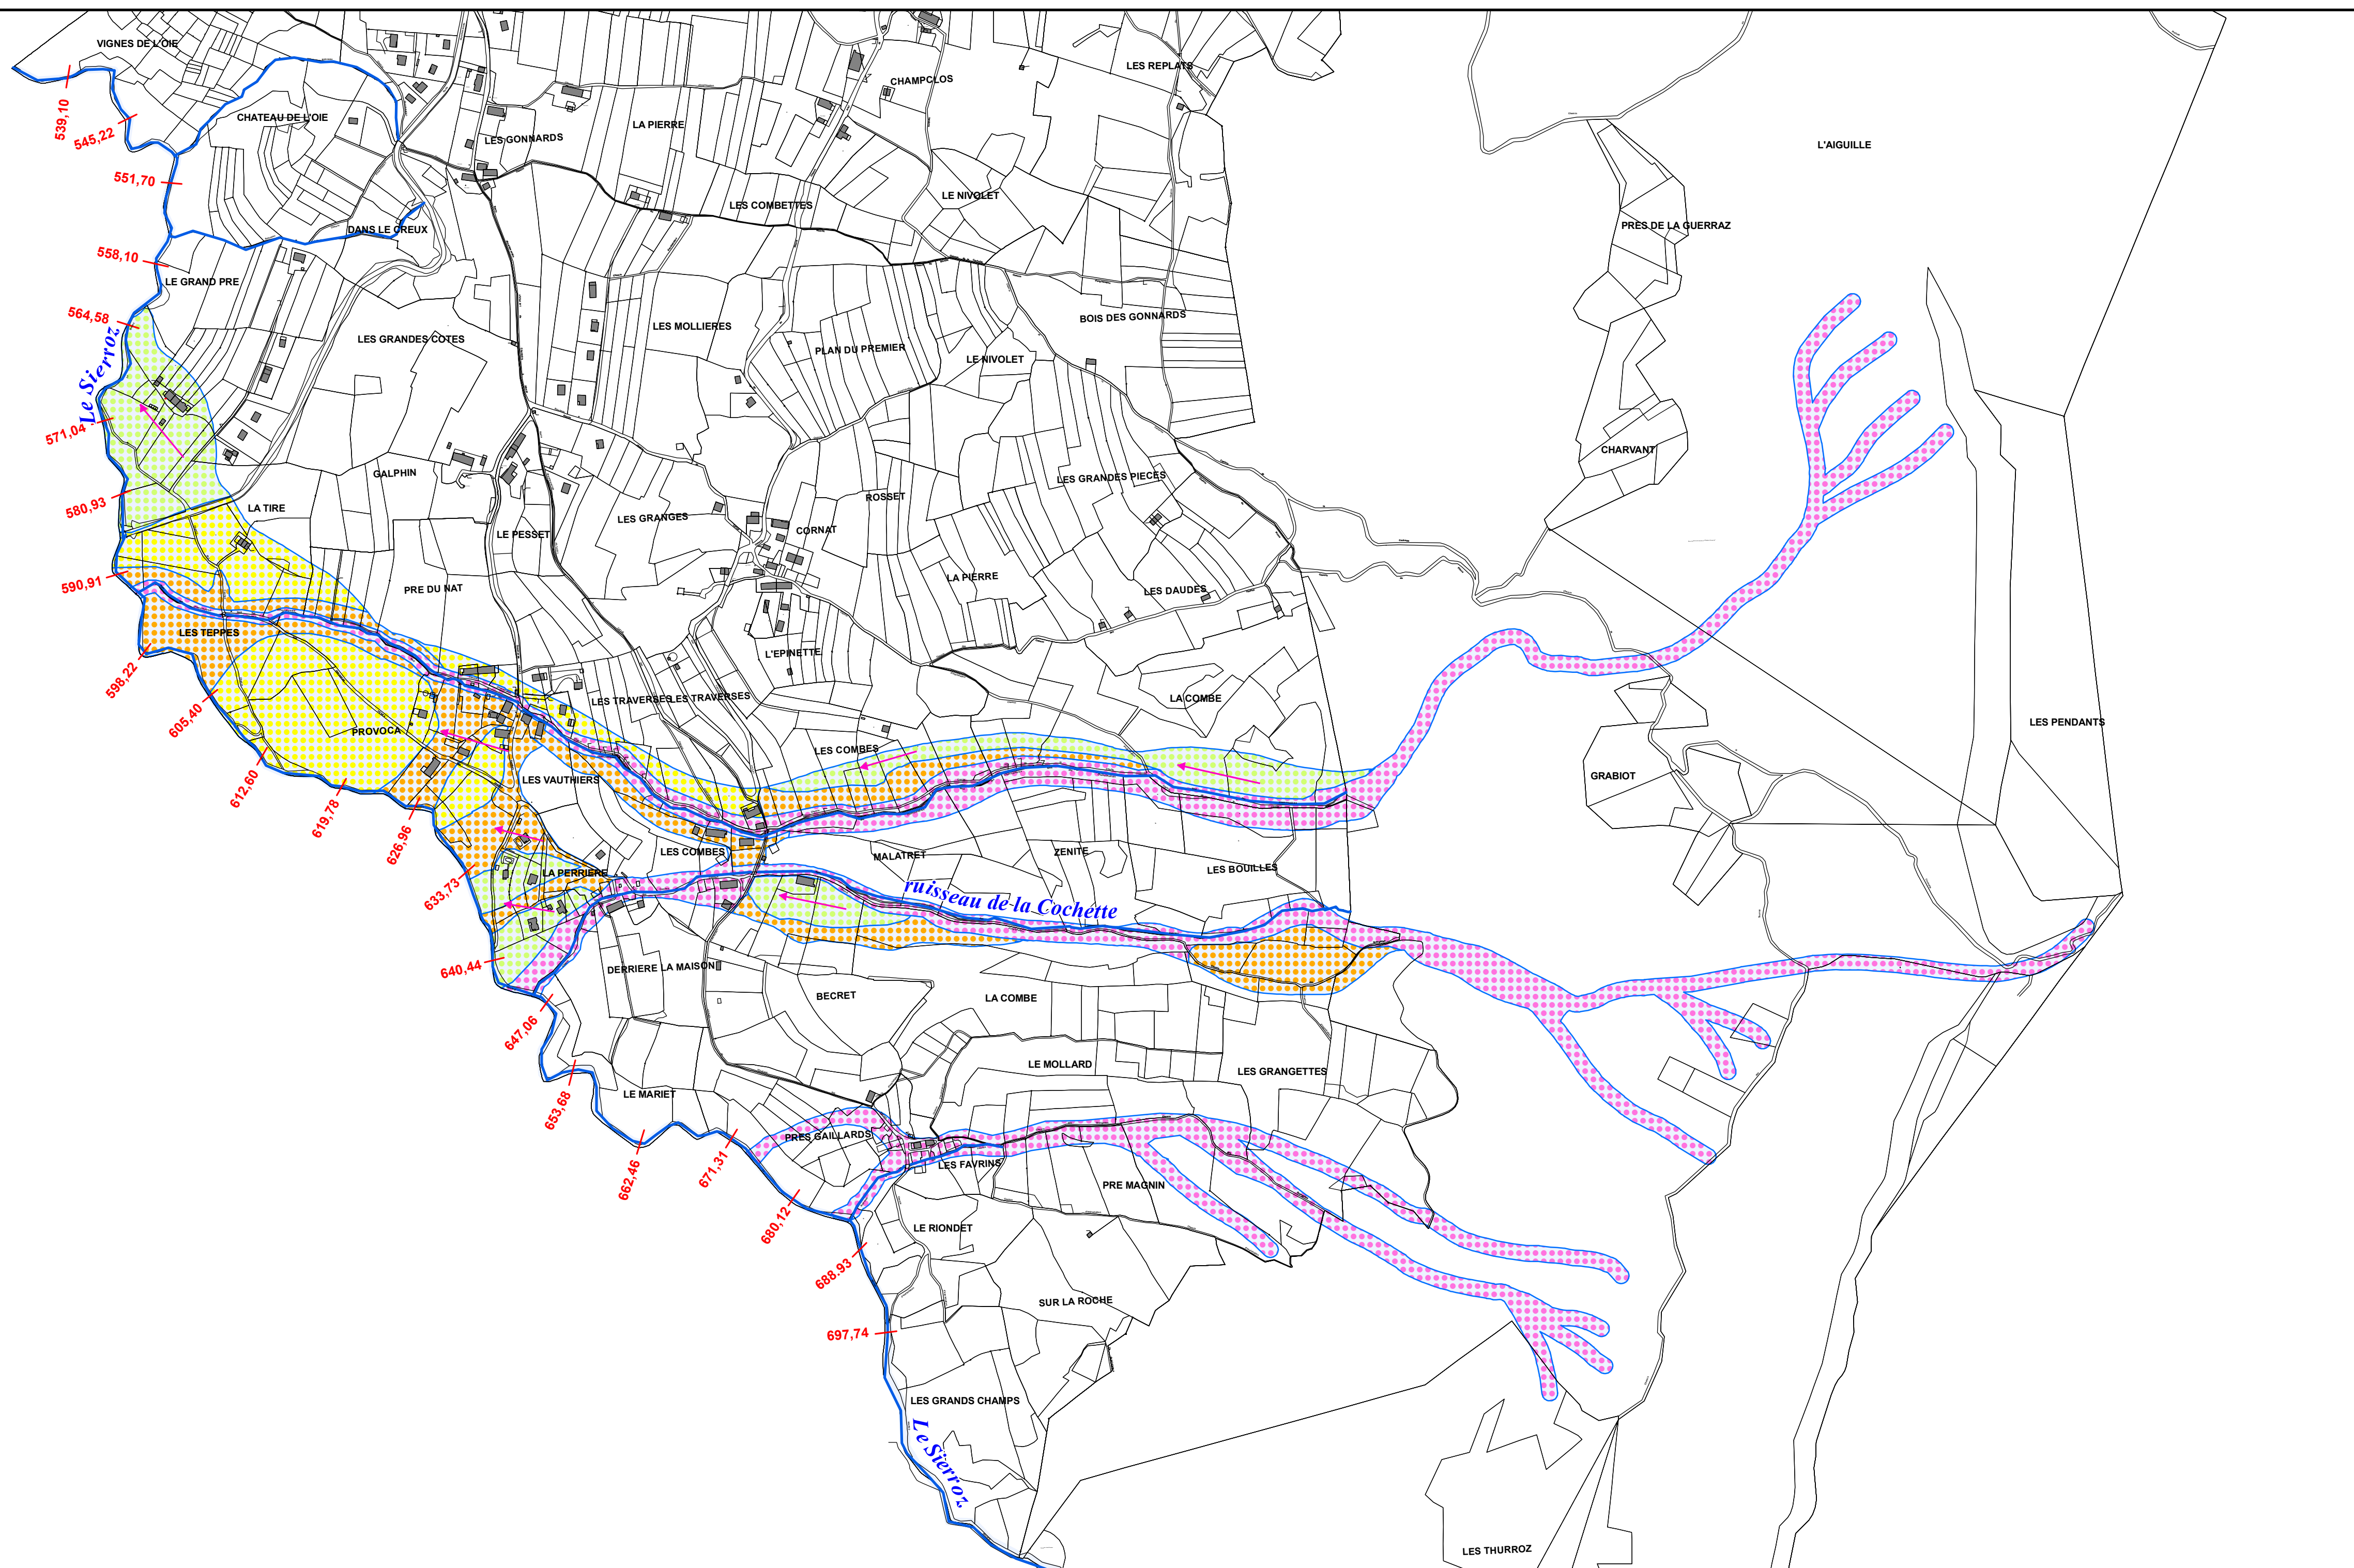 VIGNES DE L'OIE
CHAMPCLOS
LES REPLATS
539,10
545,22
CHATEAU DE L'OIE
LES GONNARDS
LA PIERRE
L'AIGUILLE
551,70
LES COMBETTES
LE NIVOLET
DANS LE CREUX
PRES DE LA GUERRAZ
558,10
LE GRAND PRE
564,58
Le Sierroz
LES GRANDES COTES
LES MOLLIERES
PLAN DU PREMIER
BOIS DES GONNARDS
LE NIVOLET
571,04
GALPHIN
CHARVANT
LES GRANDES PIECES
580,93
LA TIRE
LE PESSET
LES GRANGES
ROSSET
CORNAT
590,91
PRE DU NAT
LA PIERRE
LES DAUDES
LES TEPPES
598,22
L'EPINETTE
LES TRAVERSES
LES TRAVERSES
LA COMBE
605,40
PROVOCA
LES COMBES
LES PENDANTS
612,60
LES VAUTHIERS
GRABIOT
619,78
626,96
LES COMBES
MALATRET
ZENITE
LES BOUILLES
LA PERRIERE
633,73
ruisseau de la Cochette
640,44
DERRIERE LA MAISON
BECRET
LA COMBE
647,06
LE MOLLARD
LES GRANGETTES
653,68
LE MARIET
662,46
671,31
PRES GAILLARDS
LES FAVRINS
PRE MAGNIN
680,12
LE RIONDET
688.93
SUR LA ROCHE
697,74
LES GRANDS CHAMPS
Le Sierroz
LES THURROZ